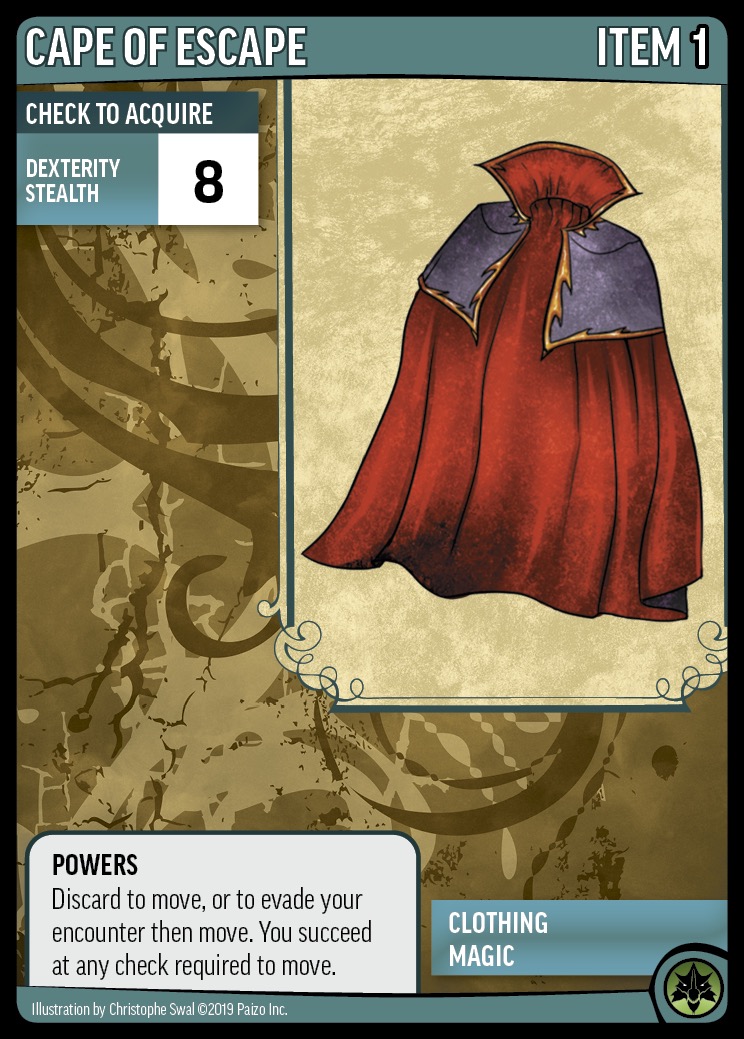 CAPE OF ESCAPE
ITEM 1
CHECK TO ACQUIRE
DEXTERITY
STEALTH
8
POWERS
Discard to move, or to evade your
encounter then move. You succeed
at any check required to move.
CLOTHING
MAGIC
Illustration by Christophe Swal ©2019 Paizo Inc.